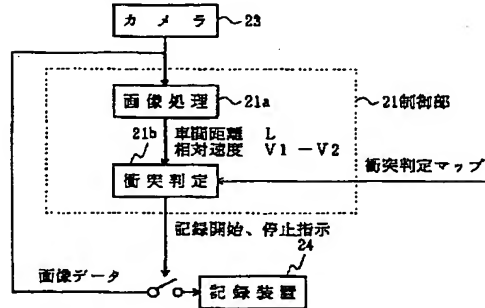 カメラ
23
画像処理
21a
21制御部
21b
車間距離 L
相対速度 V1－V2
衝突判定
衝突判定マップ
記録開始、停止指示
24
画像データ
記録装置